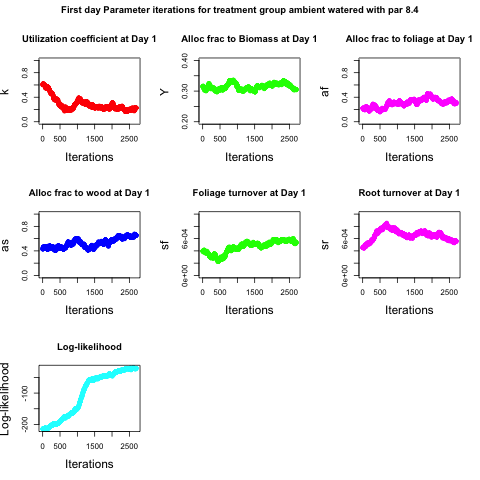 First day Parameter iterations for treatment group ambient watered with par 8.4
Utilization coefficient at Day 1
k
0.0 0.4 0.8
0 500 1500 2500
Iterations
Alloc frac to Biomass at Day 1
Y
0.20 0.30 0.40
0 500 1500 2500
Iterations
Alloc frac to foliage at Day 1
af
0.0 0.4 0.8
0 500 1500 2500
Iterations
Alloc frac to wood at Day 1
as
0.0 0.4 0.8
0 500 1500 2500
Iterations
Foliage turnover at Day 1
sf
0e+00 6e-04
0 500 1500 2500
Iterations
Root turnover at Day 1
sr
0e+00 6e-04
0 500 1500 2500
Iterations
Log-likelihood
Log-likelihood
-200 -100
0 500 1500 2500
Iterations